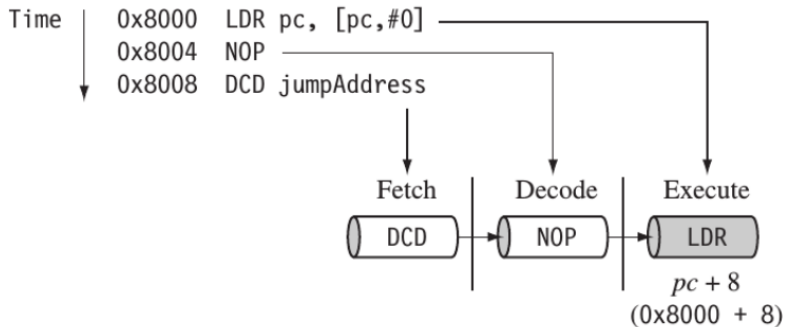 Time 0x8000 LDR pc, [pc,#0]
0x8004 NOP
0x8008 DCD jumpAddress
Fetch Decode Execute
DCD NOP LDR
pc + 8
(0x8000 + 8)